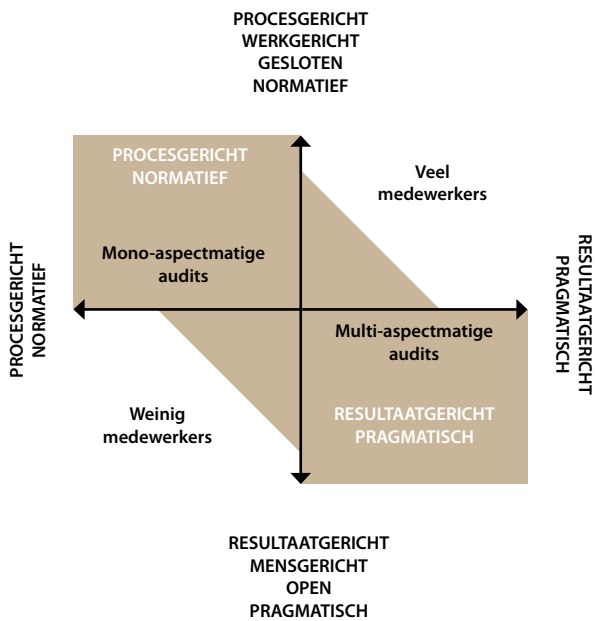 PROCESGERICHT
WERKGERICHT
GESLOTEN
NORMATIEF
PROCESGERICHT
NORMATIEF
Veel
medewerkers
Mono-aspectmatige
audits
PROCESGERICHT
NORMATIEF
RESULTAATGERICHT
PRAGMATISCH
Multi-aspectmatige
audits
Weinig
medewerkers
RESULTAATGERICHT
PRAGMATISCH
RESULTAATGERICHT
MENSGERICHT
OPEN
PRAGMATISCH